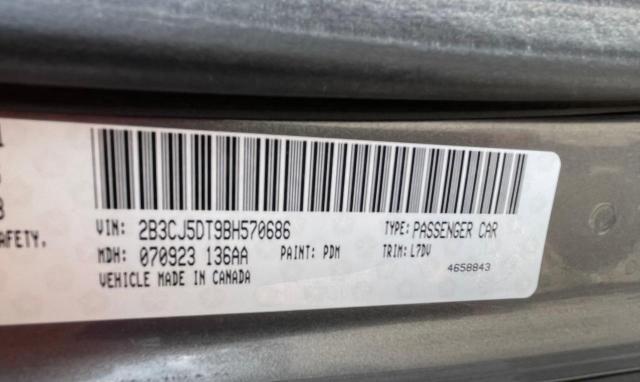 AFETY.
VIN: 2B3CJ5DT9BH570686 TYPE: PASSENGER CAR
MDH: 070923 136AA PAINT: PDM TRIM: L7DV
VEHICLE MADE IN CANADA 4658843